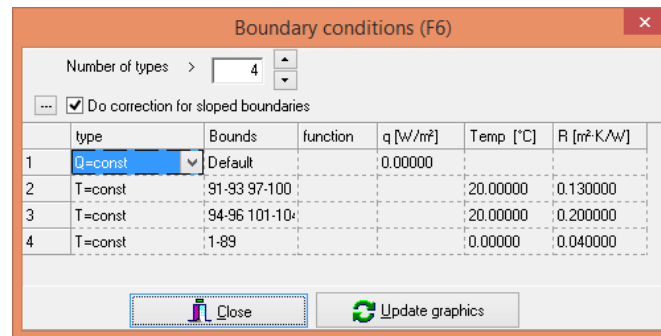 Boundary conditions (F6)
Number of types > 4
Do correction for sloped boundaries
type Bounds function q [W/m²] Temp [°C] R [m²·K/W]
1 Q=const Default 0.00000
2 T=const 91-93 97-100 20.00000 0.130000
3 T=const 94-96 101-10 20.00000 0.200000
4 T=const 1-89 0.00000 0.040000
Close Update graphics